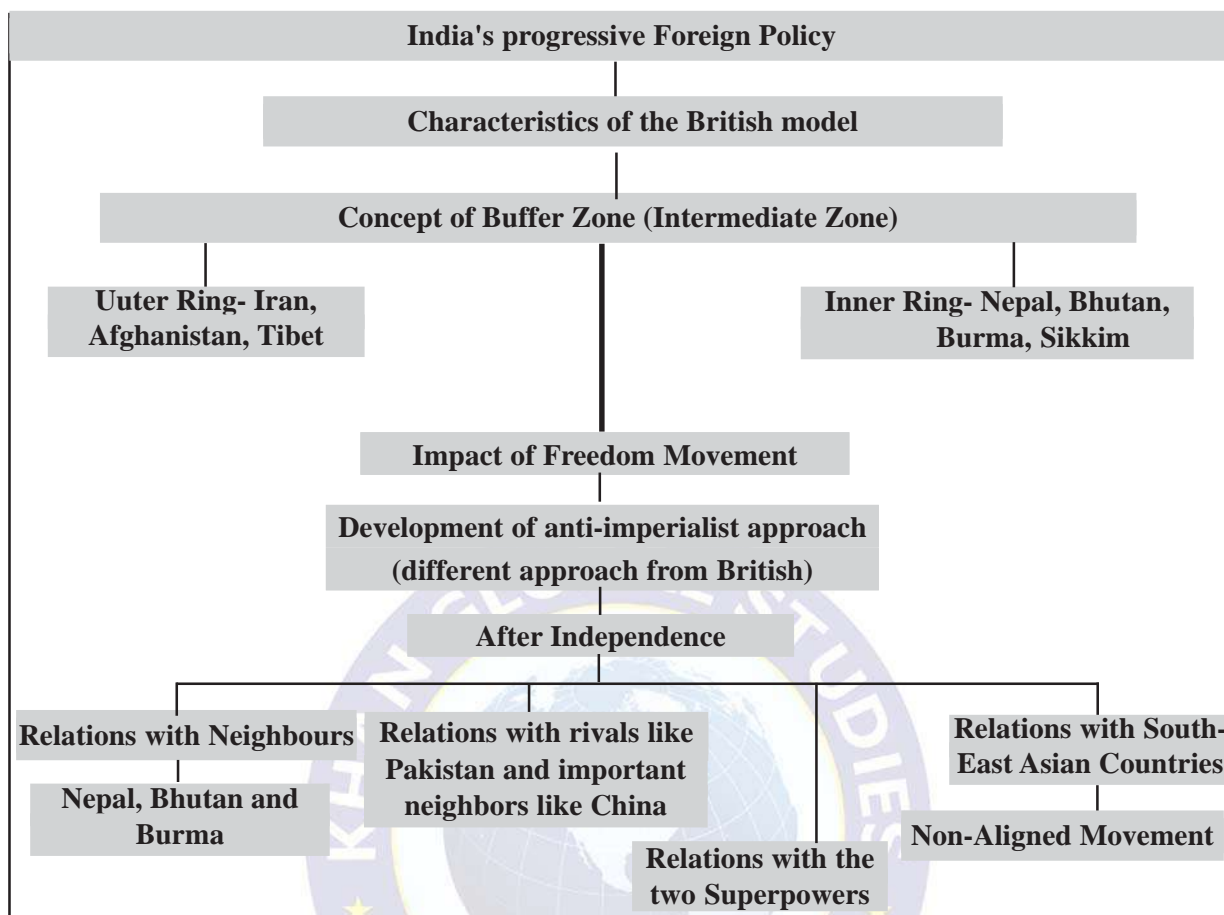 India's progressive Foreign Policy
Characteristics of the British model
Concept of Buffer Zone (Intermediate Zone)
Uuter Ring- Iran,
Afghanistan, Tibet
Inner Ring- Nepal, Bhutan,
Burma, Sikkim
Impact of Freedom Movement
Development of anti-imperialist approach
(different approach from British)
After Independence
Relations with Neighbours
Nepal, Bhutan and
Burma
Relations with rivals like
Pakistan and important
neighbors like China
Relations with the
two Superpowers
Relations with South-
East Asian Countries
Non-Aligned Movement
KHAN GLOBAL STUDIES